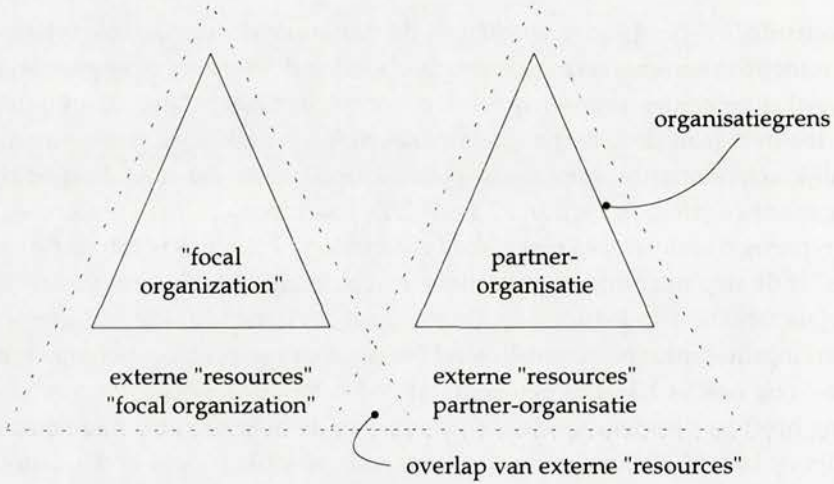 organisatiegrens
"focal
organization"
partner-
organisatie
externe "resources"
"focal organization"
externe "resources"
partner-organisatie
overlap van externe "resources"